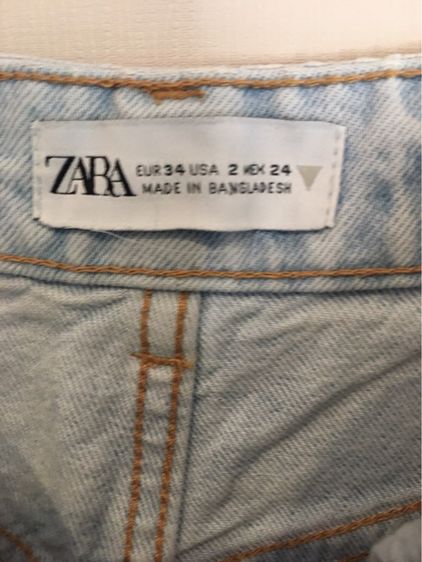 ZARA
EUR 34 USA 2 MEX 24
MADE IN BANGLADESH